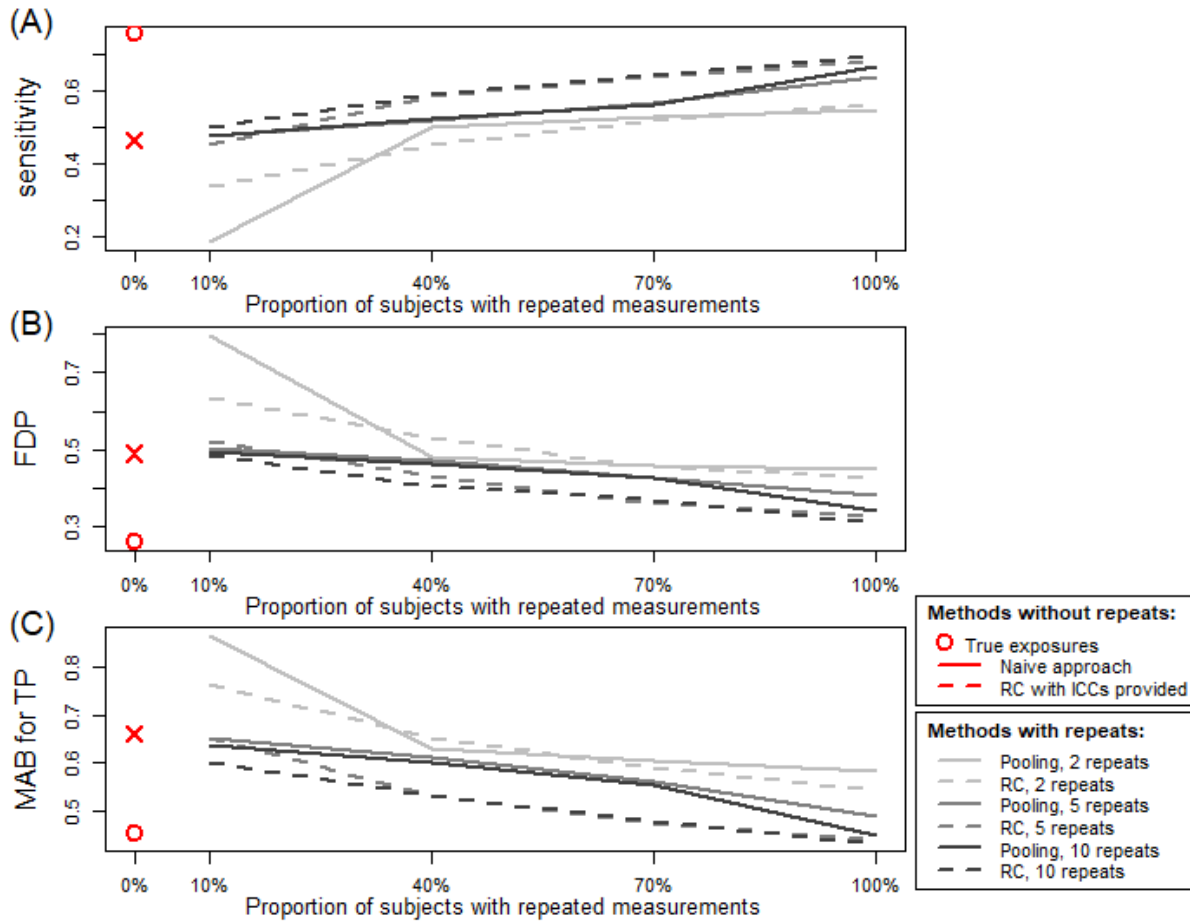 (A)
sensitivity
0.6
0.4
0.2
0%
10%
40%
70%
100%
Proportion of subjects with repeated measurements
(B)
FDP
0.7
0.5
0.3
0%
10%
40%
70%
100%
Proportion of subjects with repeated measurements
(C)
MAB for TP
0.8
0.7
0.6
0.5
0%
10%
40%
70%
100%
Proportion of subjects with repeated measurements
Methods without repeats:
True exposures
Naive approach
RC with ICCs provided
Methods with repeats:
Pooling, 2 repeats
RC, 2 repeats
Pooling, 5 repeats
RC, 5 repeats
Pooling, 10 repeats
RC, 10 repeats